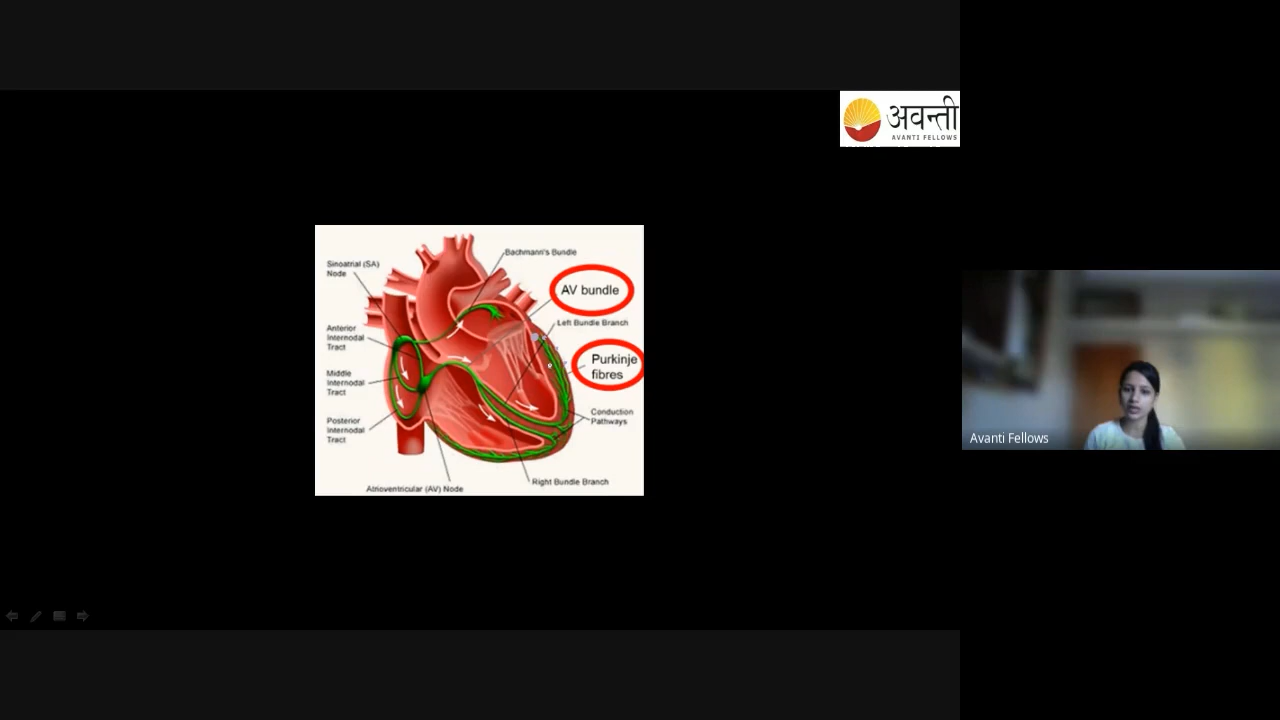 अवन्ती
AVANTI FELLOWS
Bachmann's Bundle
Sinoatrial (SA)
Node
AV bundle
Left Bundle Branch
Anterior
Internodal
Tract
Purkinje
fibres
Middle
Internodal
Tract
Conduction
Pathways
Posterior
Internodal
Tract
Right Bundle Branch
Atrioventricular (AV) Node
Avanti Fellows